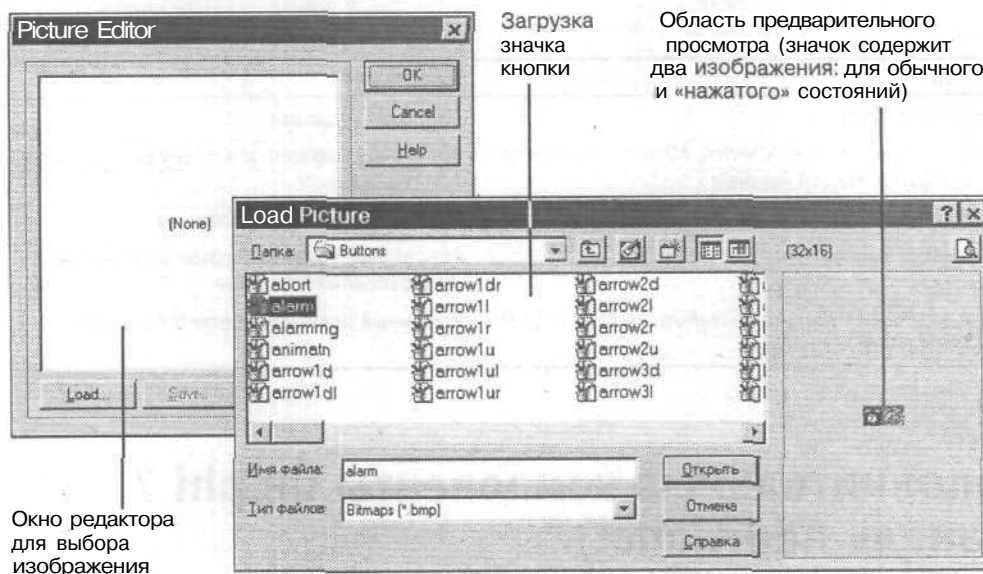 Picture Editor
OK
Cancel
Help
(None)
Load...
Save...
Загрузка
значка
кнопки
Область предварительного
просмотра (значок содержит
два изображения: для обычного
и «нажатого» состояний)
Load Picture
Папка: Buttons
(32x16)
abort
alarm
alarmrng
animatn
arrow1d
arrow1dl
arrow1dr
arrow1l
arrow1r
arrow1u
arrow1ul
arrow1ur
arrow2d
arrow2l
arrow2r
arrow2u
arrow3d
arrow3l
Имя файла: alarm
Открыть
Тип файлов: Bitmaps (*.bmp)
Отмена
Справка
Окно редактора
для выбора
изображения